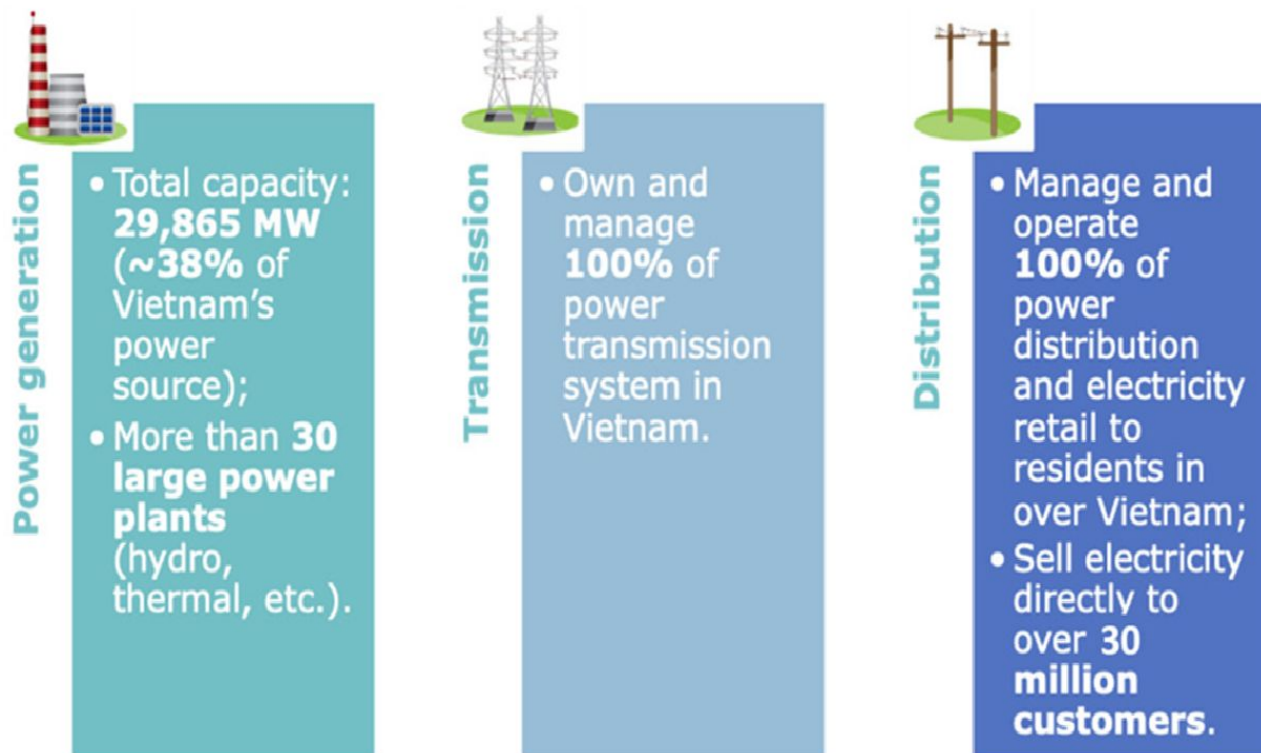 Power generation
• Total capacity:
29,865 MW
(~38% of
Vietnam's
power
source);
• More than 30
large power
plants
(hydro,
thermal, etc.).
Transmission
• Own and
manage
100% of
power
transmission
system in
Vietnam.
Distribution
• Manage and
operate
100% of
power
distribution
and electricity
retail to
residents in
over Vietnam;
• Sell electricity
directly to
over 30
million
customers.